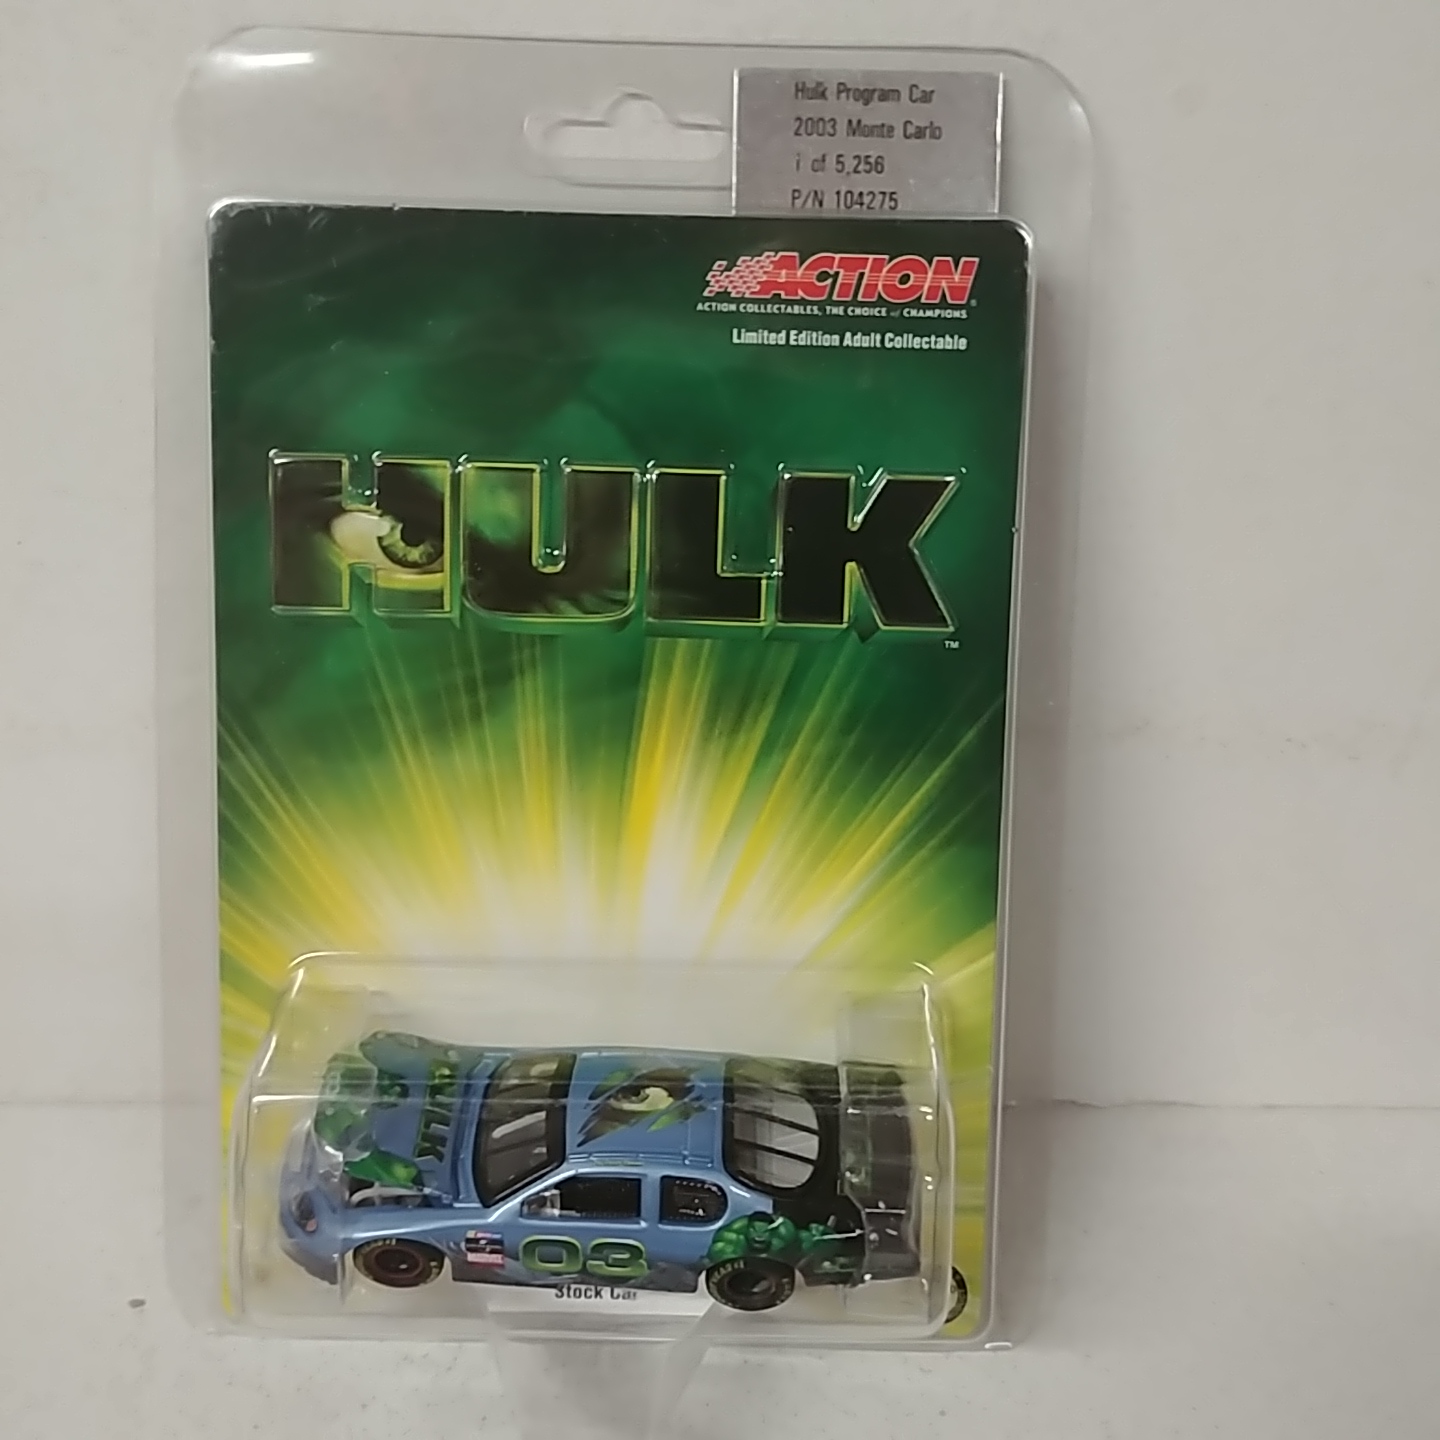 Hulk Program Car
2003 Monte Carlo
1 of 5,256
P/N 104275
ACTION
ACTION COLLECTABLES, THE CHOICE of CHAMPIONS
Limited Edition Adult Collectable
HULK
TM
HULK
03
Stock Car